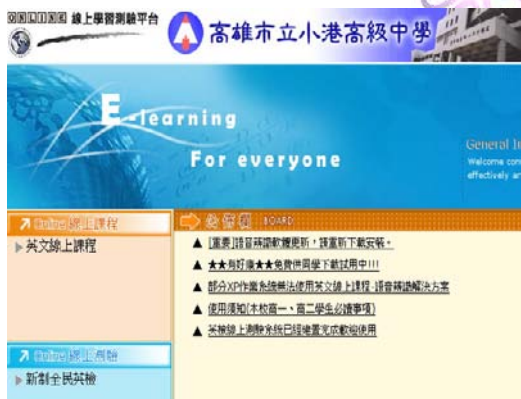 ONLINE 線上學習測驗平台
高雄市立小港高級中學
E-learning
For everyone
General In
Welcome con
effectively an
Online 線上課程
公佈欄 BOARD
▶英文線上課程
▲ [重要]語音辨識軟體更新，請重新下載安裝。
▲ ★★有好康★★免費供同學下載試用中!!!
▲ 部分XP作業系統無法使用英文線上課程-語音辨識解決方案
▲ 使用須知(本校高一、高二學生必讀事項)
▲ 英檢線上測驗系統已經建置完成歡迎使用
Online 線上測驗
▶新制全民英檢